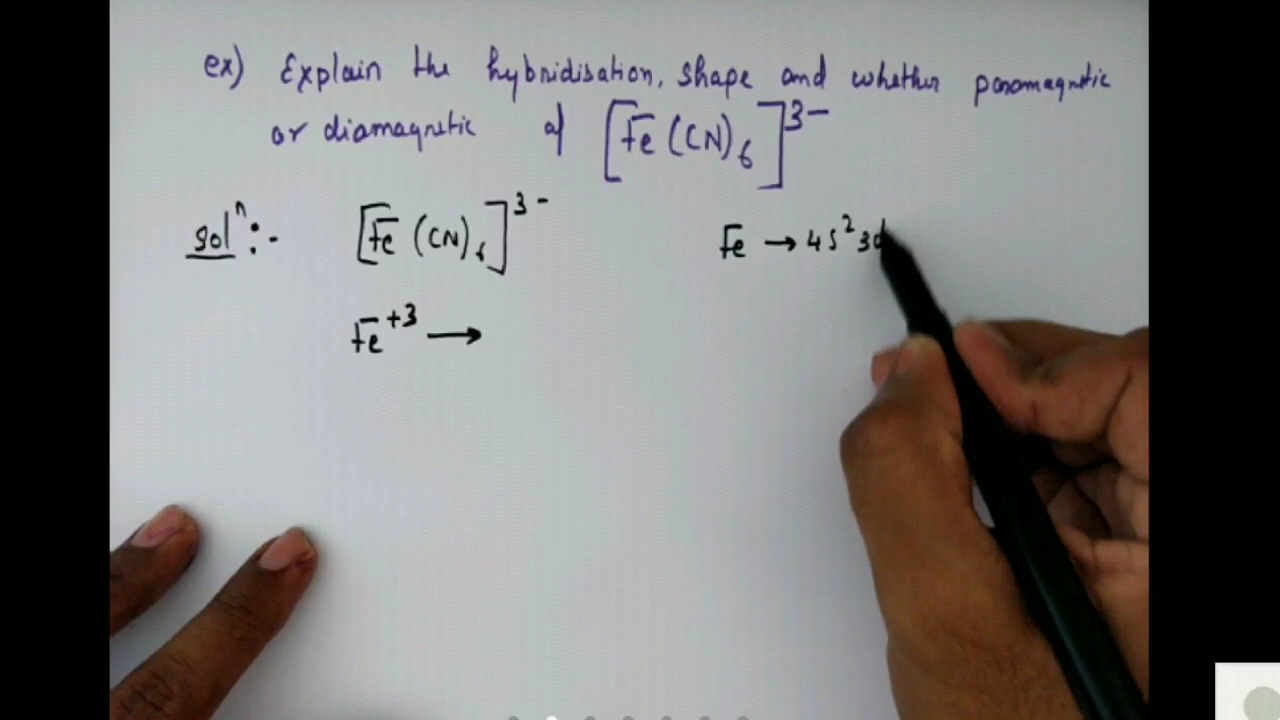 ex) Explain the hybridisation, shape and whether paramagnetic
or diamagnetic of [Fe(CN)₆]³⁻
solⁿ:- [Fe(CN)₆]³⁻ Fe → 4s² 3d
Fe⁺³ →